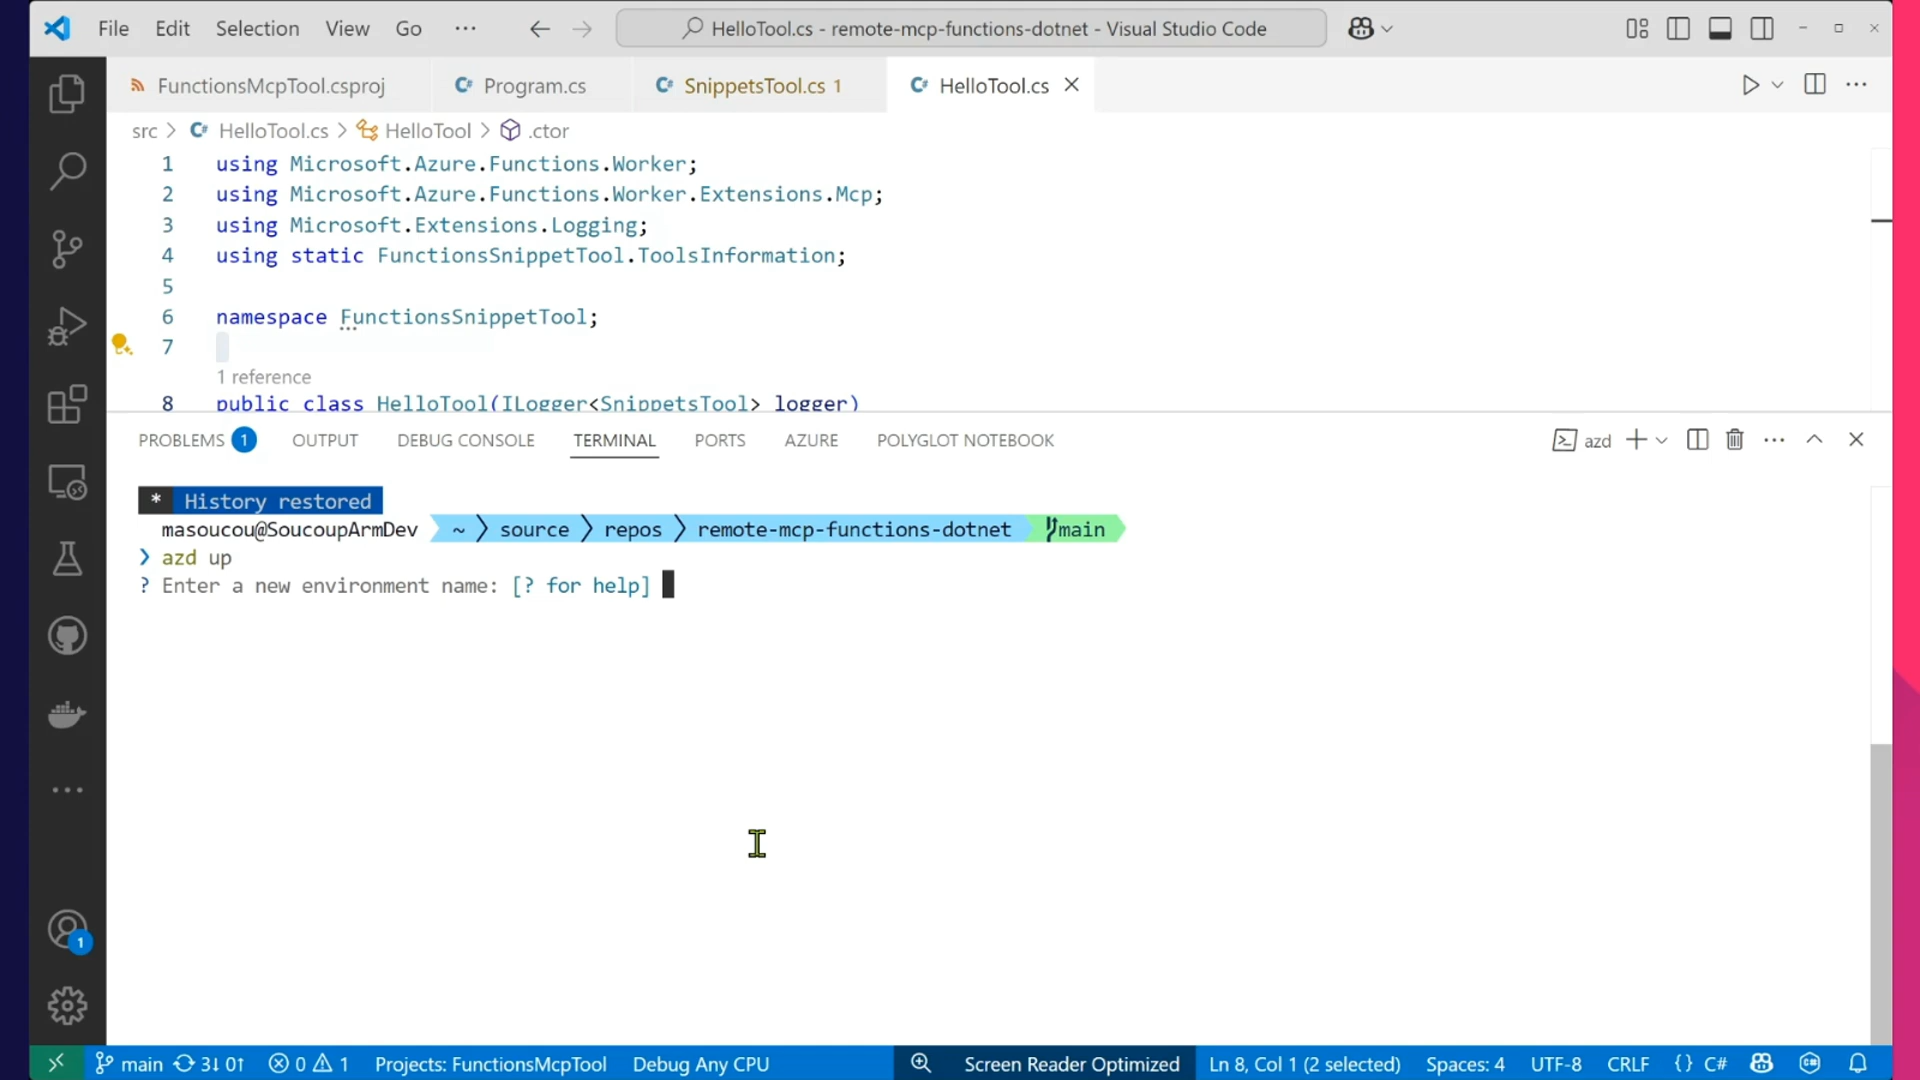 File Edit Selection View Go ··· HelloTool.cs - remote-mcp-functions-dotnet - Visual Studio Code
FunctionsMcpTool.csproj C# Program.cs C# SnippetsTool.cs 1 C# HelloTool.cs
src > C# HelloTool.cs > HelloTool > .ctor
1 using Microsoft.Azure.Functions.Worker;
2 using Microsoft.Azure.Functions.Worker.Extensions.Mcp;
3 using Microsoft.Extensions.Logging;
4 using static FunctionsSnippetTool.ToolsInformation;
5
6 namespace FunctionsSnippetTool;
7
1 reference
8 public class HelloTool(ILogger<SnippetsTool> logger)
PROBLEMS 1 OUTPUT DEBUG CONSOLE TERMINAL PORTS AZURE POLYGLOT NOTEBOOK azd
* History restored
masoucou@SoucoupArmDev ~ > source > repos > remote-mcp-functions-dotnet main
> azd up
? Enter a new environment name: [? for help]
1
main 3↓ 0↑ 0 1 Projects: FunctionsMcpTool Debug Any CPU Screen Reader Optimized Ln 8, Col 1 (2 selected) Spaces: 4 UTF-8 CRLF {} C#